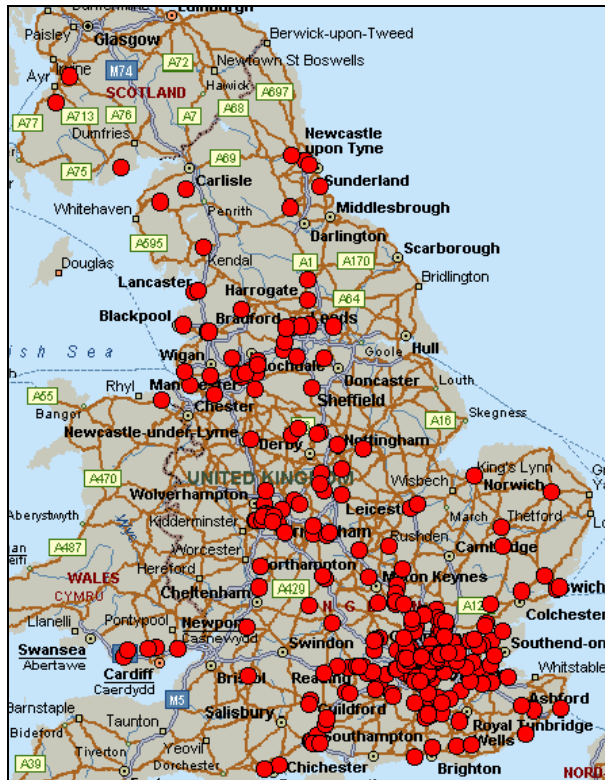 Edinburgh
Paisley
Glasgow
Berwick-upon-Tweed
Irvine
M74
A72
Newtown St Boswells
Ayr
SCOTLAND
Hawick
A697
A713
A76
A7
A68
A77
Dumfries
Newcastle
upon Tyne
A75
A69
Carlisle
Sunderland
Whitehaven
Penrith
Middlesbrough
A595
Darlington
Scarborough
Douglas
Kendal
A1
A170
Bridlington
Lancaster
Harrogate
A64
Blackpool
Bradford
Leeds
Hull
ish Sea
Wigan
Rochdale
Goole
Rhyl
Manchester
Doncaster
Louth
A55
Chester
Sheffield
Bangor
A16
Skegness
Newcastle-under-Lyme
Derby
Nottingham
King's Lynn
A470
UNITED KINGDOM
Wisbech
Norwich
Wolverhampton
Leicester
Aberystwyth
Wye
Kidderminster
March
Thetford
Rushden
A487
Worcester
Cambridge
WALES
Hereford
Northampton
CYMRU
Cheltenham
A429
Milton Keynes
Pontypool
A12
Colchester
Llanelli
Newport
Casnewydd
Swansea
Abertawe
Swindon
Southend-on
Cardiff
Caerdydd
Bristol
Reading
Whitstable
M5
Barnstaple
Salisbury
Guildford
Ashford
Bideford
Taunton
Royal Tunbridge
Wells
A39
Tiverton
Yeovil
Southampton
Dorchester
Chichester
Brighton
NORD